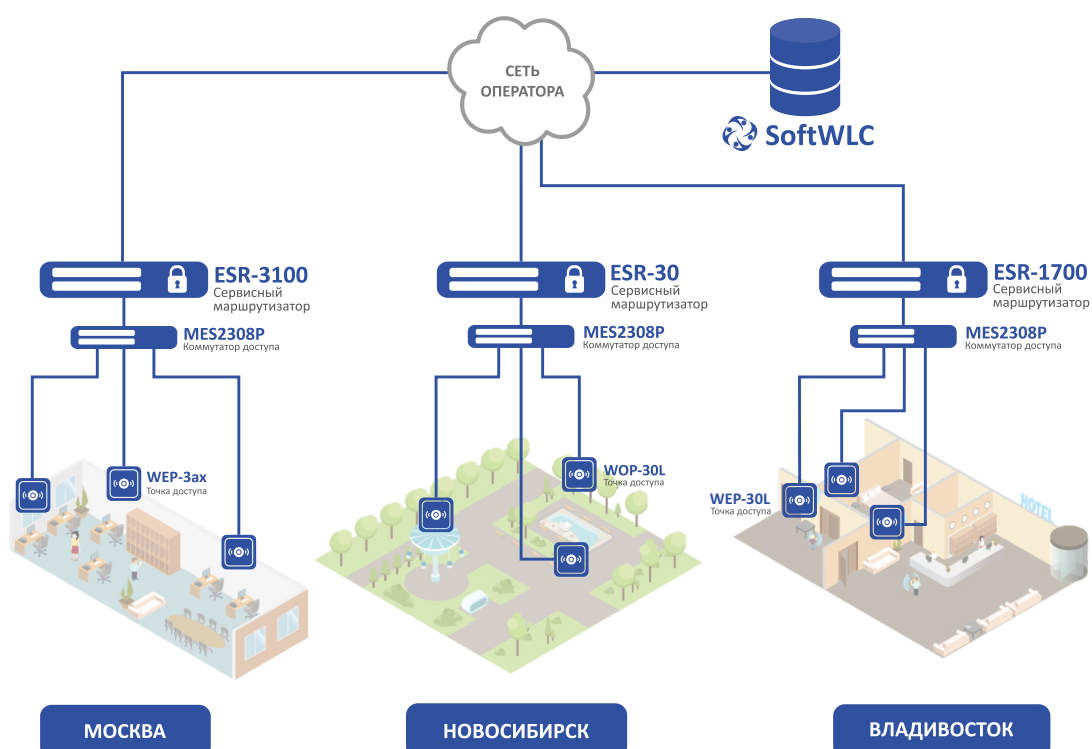 СЕТЬ
ОПЕРАТОРА
SoftWLC
ESR-3100
Сервисный
маршрутизатор
MES2308P
Коммутатор доступа
WEP-3ax
Точка доступа
ESR-30
Сервисный
маршрутизатор
MES2308P
Коммутатор доступа
WOP-30L
Точка доступа
ESR-1700
Сервисный
маршрутизатор
MES2308P
Коммутатор доступа
WEP-30L
Точка доступа
HOTEL
МОСКВА
НОВОСИБИРСК
ВЛАДИВОСТОК